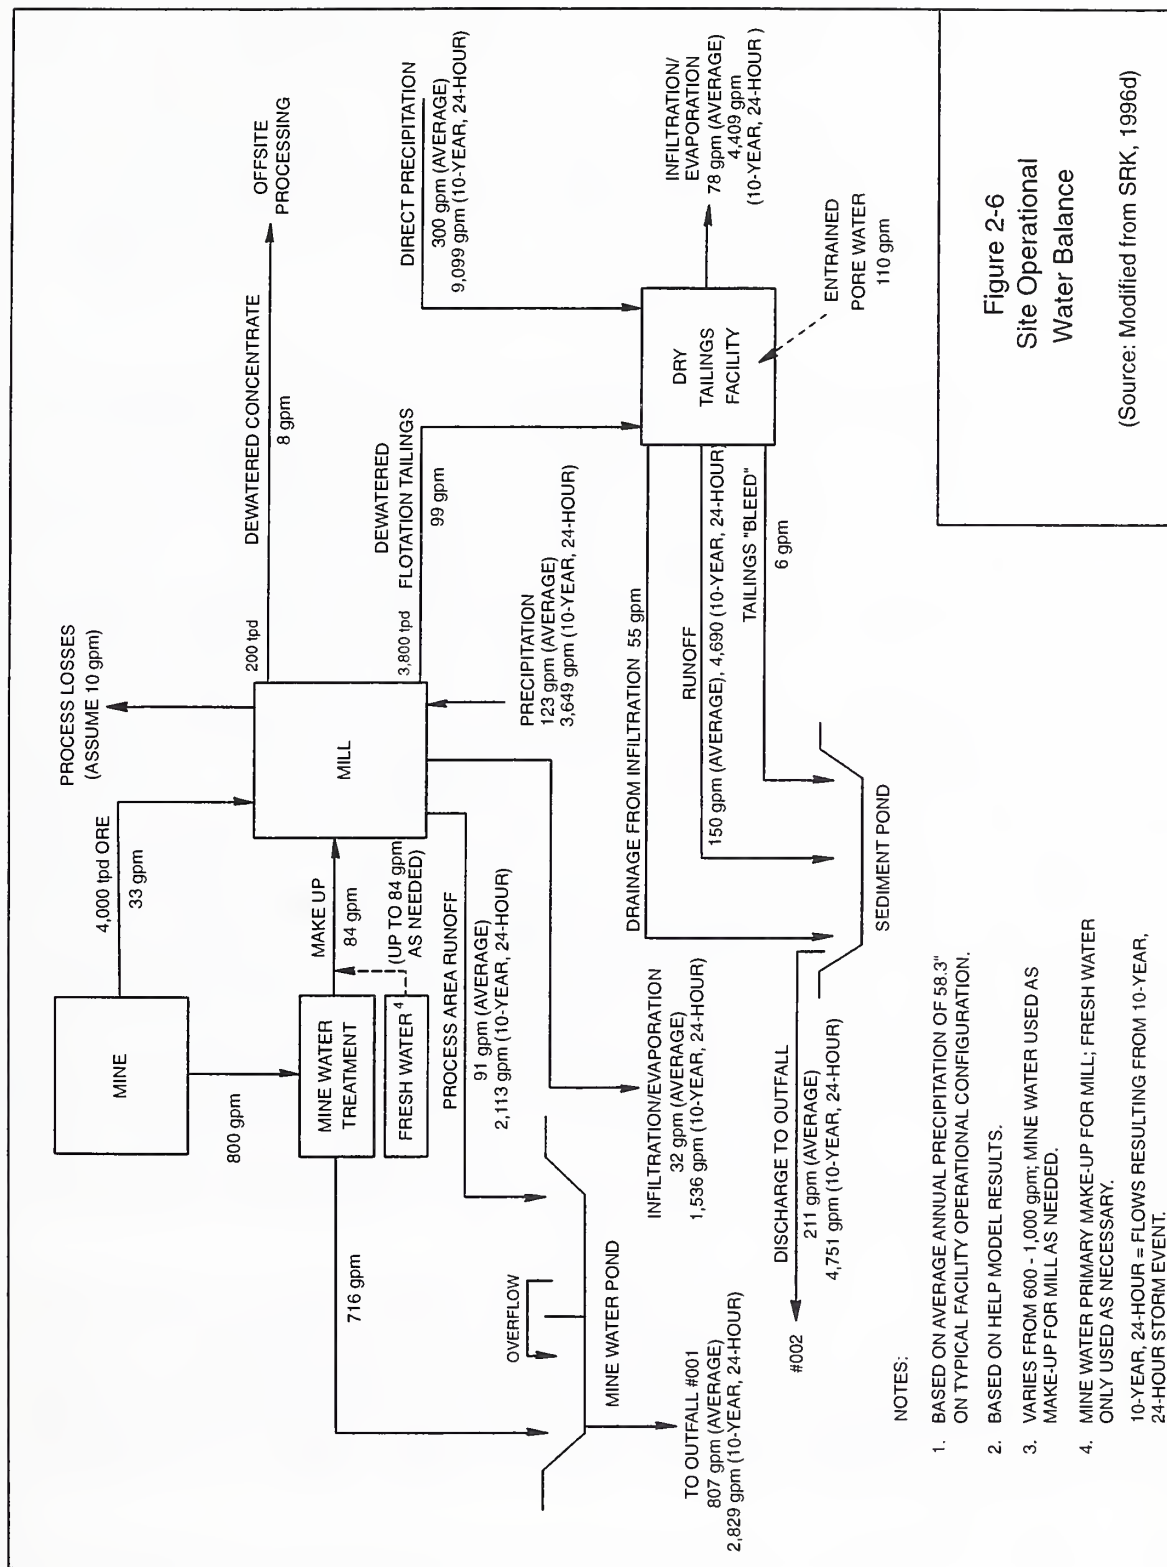 MINE
4,000 tpd ORE
33 gpm
PROCESS LOSSES
(ASSUME 10 gpm)
DEWATERED CONCENTRATE
200 tpd
8 gpm
OFFSITE
PROCESSING
800 gpm
MINE WATER
TREATMENT
MAKE UP
84 gpm
FRESH WATER 4
(UP TO 84 gpm
AS NEEDED)
MILL
DEWATERED
FLOTATION TAILINGS
3,800 tpd
99 gpm
DIRECT PRECIPITATION
300 gpm (AVERAGE)
9,099 gpm (10-YEAR, 24-HOUR)
716 gpm
PROCESS AREA RUNOFF
91 gpm (AVERAGE)
2,113 gpm (10-YEAR, 24-HOUR)
PRECIPITATION
123 gpm (AVERAGE)
3,649 gpm (10-YEAR, 24-HOUR)
OVERFLOW
MINE WATER POND
INFILTRATION/EVAPORATION
32 gpm (AVERAGE)
1,536 gpm (10-YEAR, 24-HOUR)
DRAINAGE FROM INFILTRATION 55 gpm
RUNOFF
150 gpm (AVERAGE), 4,690 (10-YEAR, 24-HOUR)
TAILINGS "BLEED"
6 gpm
DRY
TAILINGS
FACILITY
INFILTRATION/
EVAPORATION
78 gpm (AVERAGE)
4,409 gpm
(10-YEAR, 24-HOUR )
ENTRAINED
PORE WATER
110 gpm
TO OUTFALL #001
807 gpm (AVERAGE)
2,829 gpm (10-YEAR, 24-HOUR)
DISCHARGE TO OUTFALL
211 gpm (AVERAGE)
4,751 gpm (10-YEAR, 24-HOUR)
#002
SEDIMENT POND
NOTES:
1. BASED ON AVERAGE ANNUAL PRECIPITATION OF 58.3"
ON TYPICAL FACILITY OPERATIONAL CONFIGURATION.
2. BASED ON HELP MODEL RESULTS.
3. VARIES FROM 600 - 1,000 gpm; MINE WATER USED AS
MAKE-UP FOR MILL AS NEEDED.
4. MINE WATER PRIMARY MAKE-UP FOR MILL; FRESH WATER
ONLY USED AS NECESSARY.
10-YEAR, 24-HOUR = FLOWS RESULTING FROM 10-YEAR,
24-HOUR STORM EVENT.
Figure 2-6
Site Operational
Water Balance
(Source: Modified from SRK, 1996d)